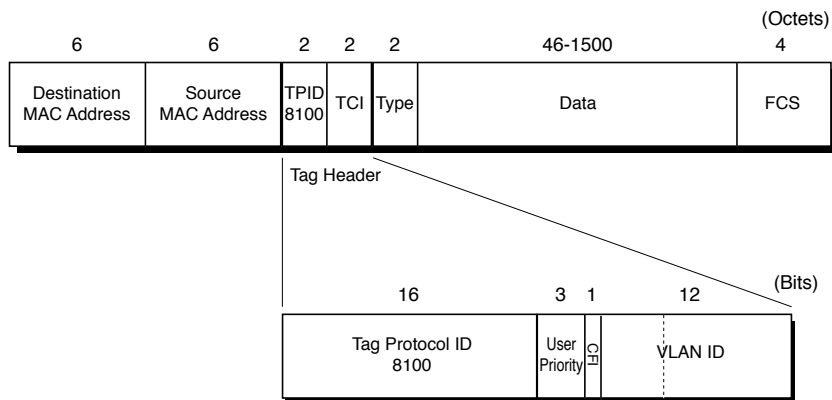 (Octets)
6 6 2 2 2 46-1500 4
Destination
MAC Address
Source
MAC Address
TPID
8100
TCI
Type
Data
FCS
Tag Header
(Bits)
16 3 1 12
Tag Protocol ID
8100
User
Priority
CFI
VLAN ID